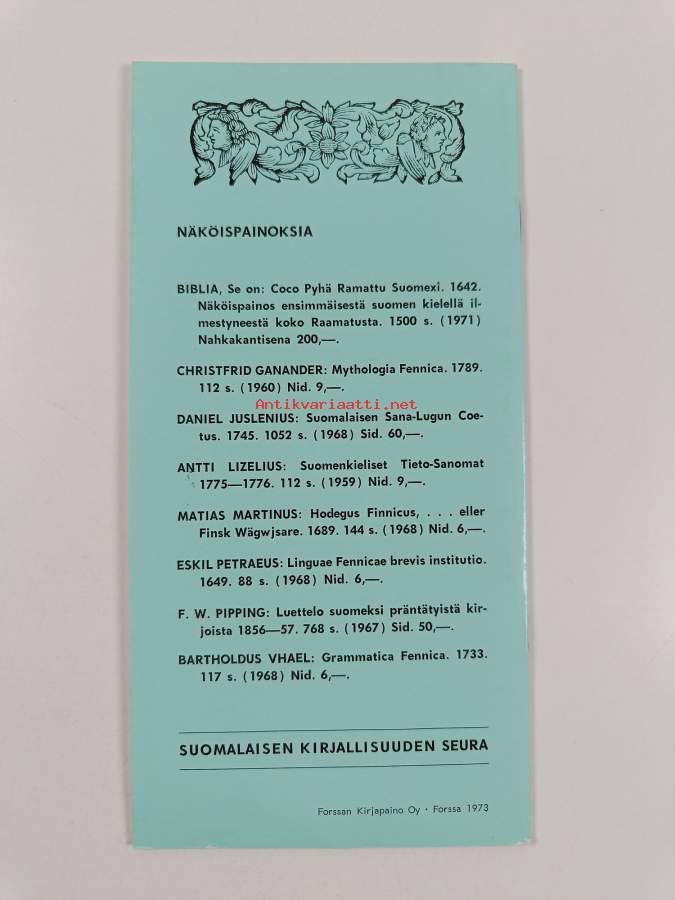 NÄKÖISPAINOKSIA
BIBLIA, Se on: Coco Pyhä Ramattu Suomexi. 1642.
Näköispainos ensimmäisestä suomen kielellä il-
mestyneestä koko Raamatusta. 1500 s. (1971)
Nahkakantisena 200,—.
CHRISTFRID GANANDER: Mythologia Fennica. 1789.
112 s. (1960) Nid. 9,—.
Antikvariaatti.net
DANIEL JUSLENIUS: Suomalaisen Sana-Lugun Coe-
tus. 1745. 1052 s. (1968) Sid. 60,—.
ANTTI LIZELIUS: Suomenkieliset Tieto-Sanomat
1775—1776. 112 s. (1959) Nid. 9,—.
MATIAS MARTINUS: Hodegus Finnicus, . . . eller
Finsk Wägwjsare. 1689. 144 s. (1968) Nid. 6,—.
ESKIL PETRAEUS: Linguae Fennicae brevis institutio.
1649. 88 s. (1968) Nid. 6,—.
F. W. PIPPING: Luettelo suomeksi präntätyistä kir-
joista 1856—57. 768 s. (1967) Sid. 50,—.
BARTHOLDUS VHAEL: Grammatica Fennica. 1733.
117 s. (1968) Nid. 6,—.
SUOMALAISEN KIRJALLISUUDEN SEURA
Forssan Kirjapaino Oy · Forssa 1973